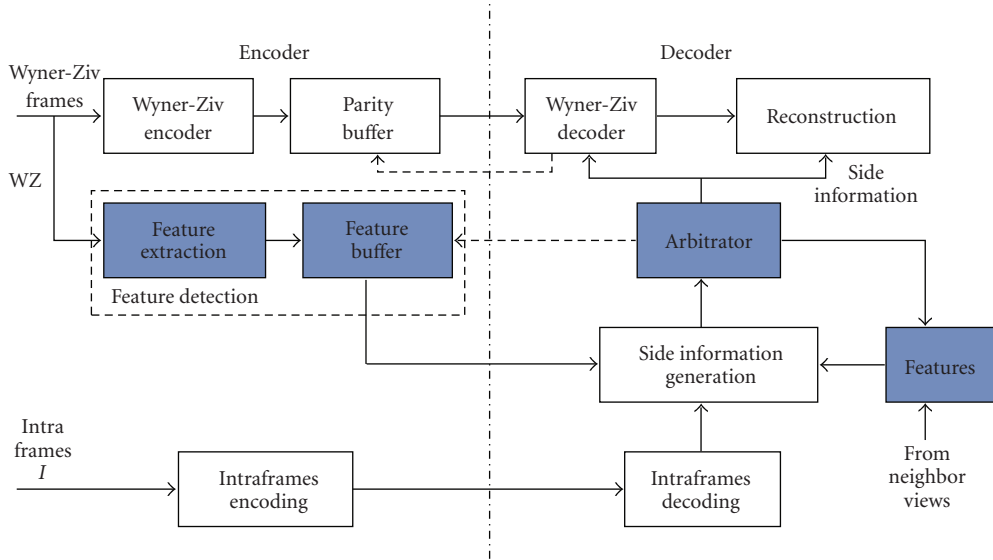 Encoder
Decoder
Wyner-Ziv
frames
Wyner-Ziv
encoder
Parity
buffer
Wyner-Ziv
decoder
Reconstruction
WZ
Side
information
Feature
extraction
Feature
buffer
Arbitrator
Feature detection
Side information
generation
Features
Intra
frames
I
Intraframes
encoding
Intraframes
decoding
From
neighbor
views